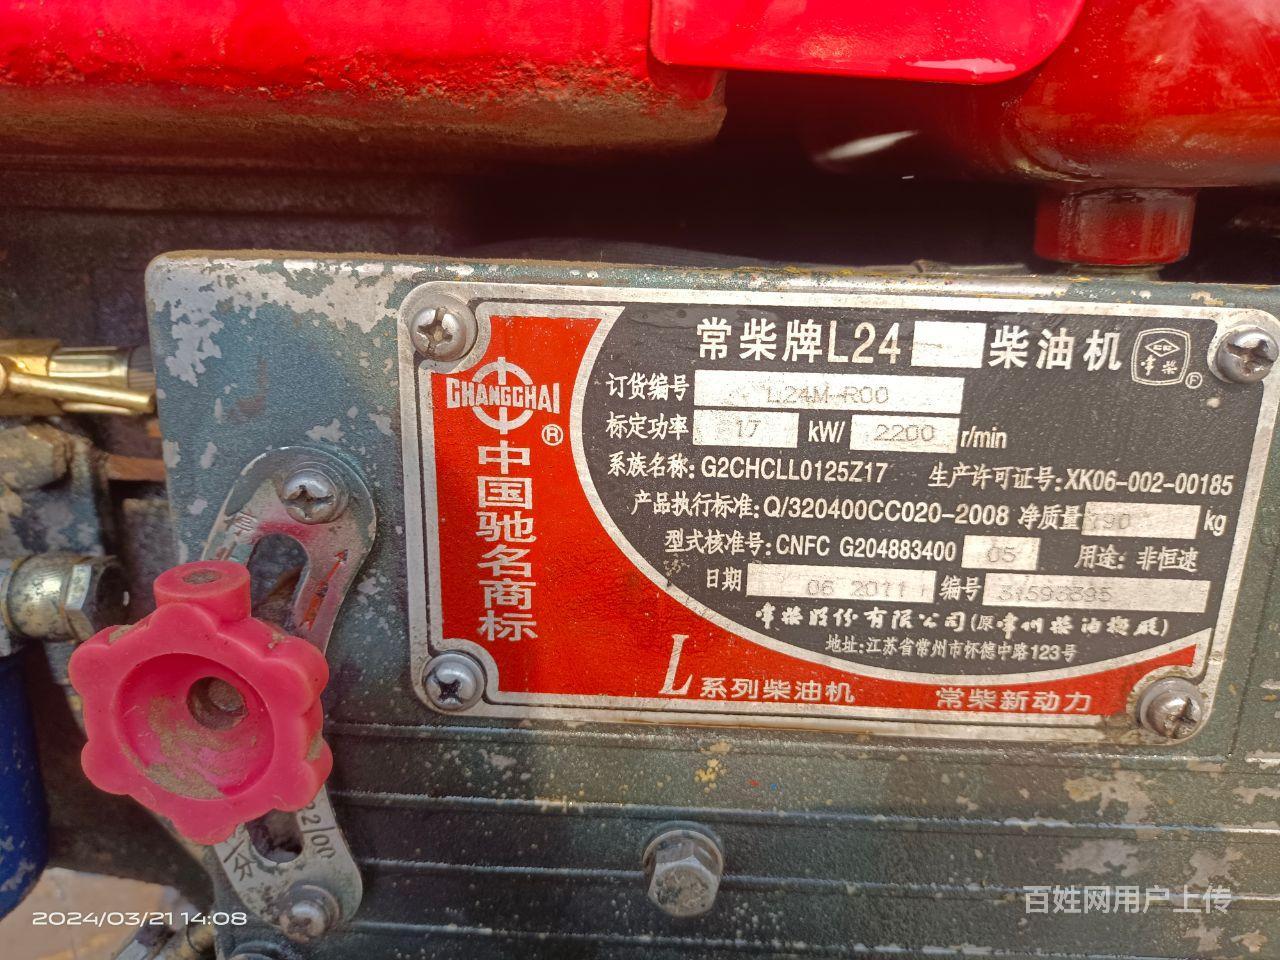 常柴牌L24 柴油机
CHANGCHAI
®
中国驰名商标
订货编号 L24M-R00
标定功率 17 kW/ 2200 r/min
系族名称: G2CHCLL0125Z17 生产许可证号: XK06-002-00185
产品执行标准: Q/320400CC020-2008 净质量 190 kg
型式核准号: CNFC G204883400 05 用途: 非恒速
日期 06 2011 编号
常柴股份有限公司(原常州柴油机厂)
地址:江苏省常州市怀德中路123号
L系列柴油机 常柴新动力
转/分
2024/03/21 14:08
百姓网用户上传